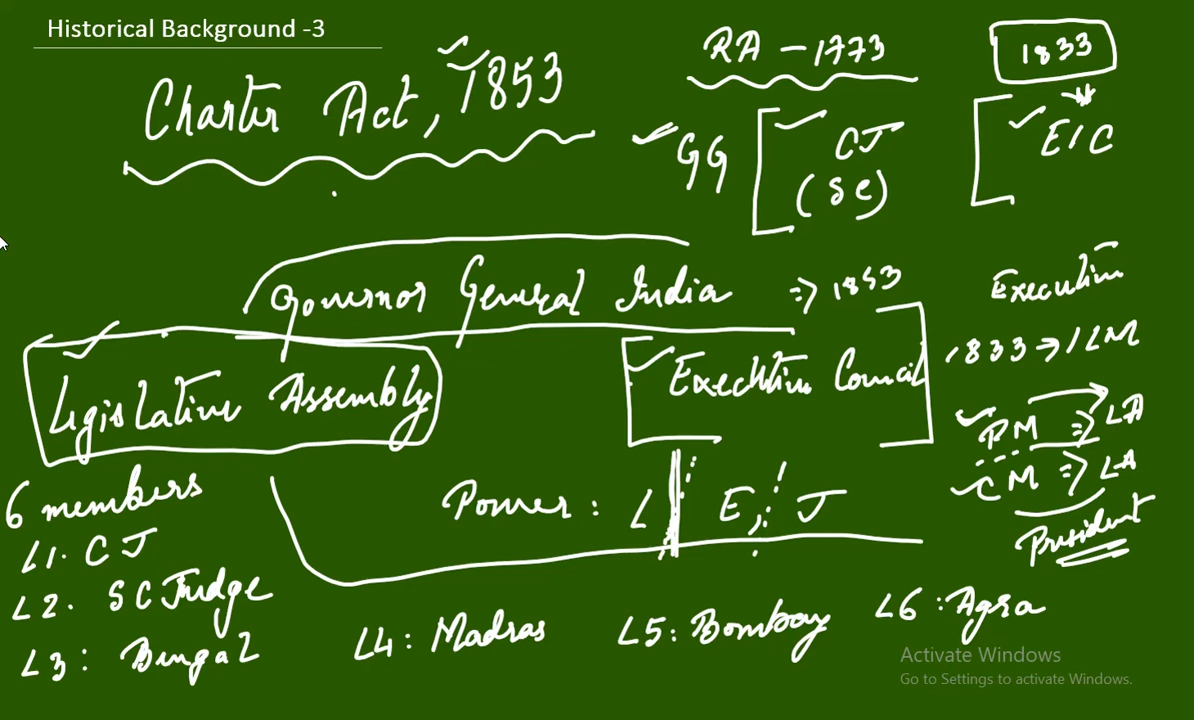 Historical Background -3
Charter Act, 1853
RA - 1773
1833
GG
CJ
(SC)
EIC
Governor General India => 1853
Executive
Legislative Assembly
Executive Council
1833 => 1LM
PM => LA
CM => LA
President
Power : L E, J
6 members
L1. CJ
L2. SC Judge
L3 : Bengal
L4 : Madras
L5 : Bombay
L6 : Agra
Activate Windows
Go to Settings to activate Windows.